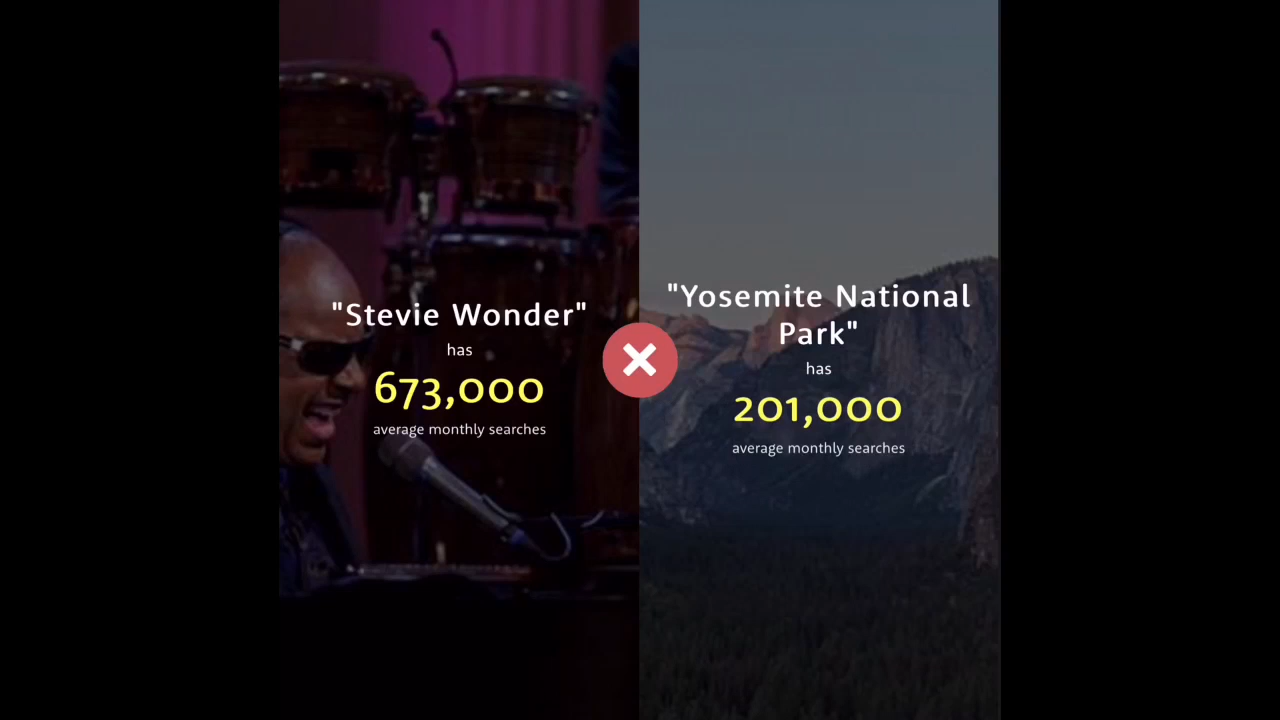 "Stevie Wonder"
has
673,000
average monthly searches
"Yosemite National
Park"
has
201,000
average monthly searches